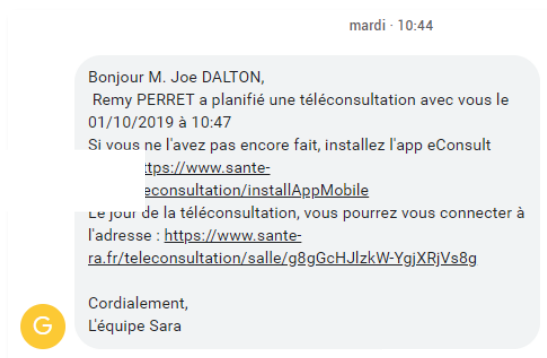 mardi · 10:44
Bonjour M. Joe DALTON,
Remy PERRET a planifié une téléconsultation avec vous le
01/10/2019 à 10:47
Si vous ne l'avez pas encore fait, installez l'app eConsult
ttps://www.sante-
econsultation/installAppMobile
Le jour de la téléconsultation, vous pourrez vous connecter à
l'adresse : https://www.sante-
ra.fr/teleconsultation/salle/g8gGcHJlzkW-YgjXRjVs8g
Cordialement,
G
L'équipe Sara